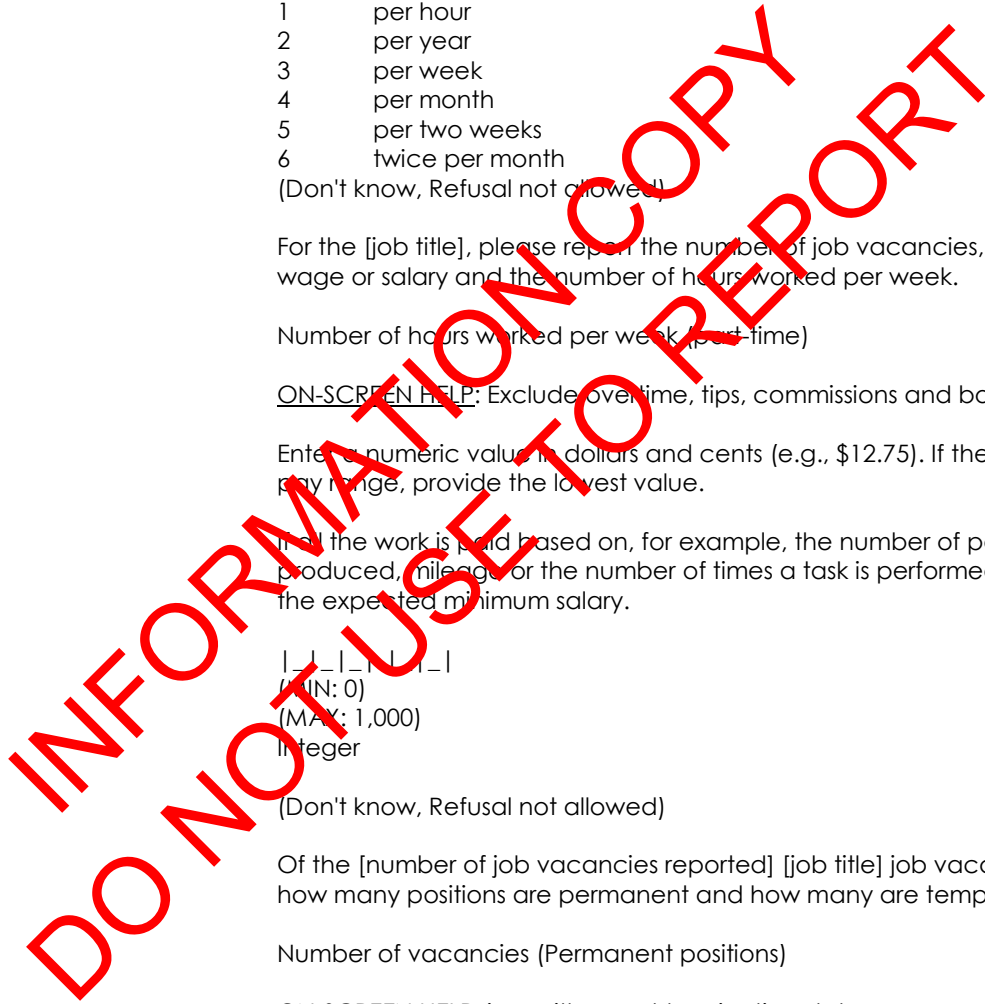 1 per hour
2 per year
3 per week
4 per month
5 per two weeks
6 twice per month
(Don't know, Refusal not allowed)
For the [job title], please report the number of job vacancies,
wage or salary and the number of hours worked per week.
Number of hours worked per week (part-time)
ON-SCREEN HELP: Exclude overtime, tips, commissions and
Enter a numeric value in dollars and cents (e.g., $12.75). If the
pay range, provide the lowest value.
If all the work is paid based on, for example, the number of
produced, mileage or the number of times a task is performed
the expected minimum salary.
|_|_|_|_|_|
(MIN: 0)
(MAX: 1,000)
Integer
(Don't know, Refusal not allowed)
Of the [number of job vacancies reported] [job title] job
how many positions are permanent and how many are
Number of vacancies (Permanent positions)
INFORMATION COPY
DO NOT USE TO REPORT